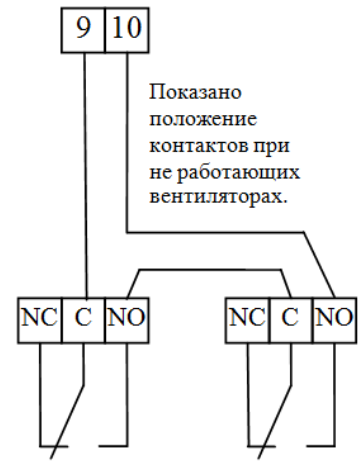 9 10
Показано
положение
контактов при
не работающих
вентиляторах.
NC C NO NC C NO